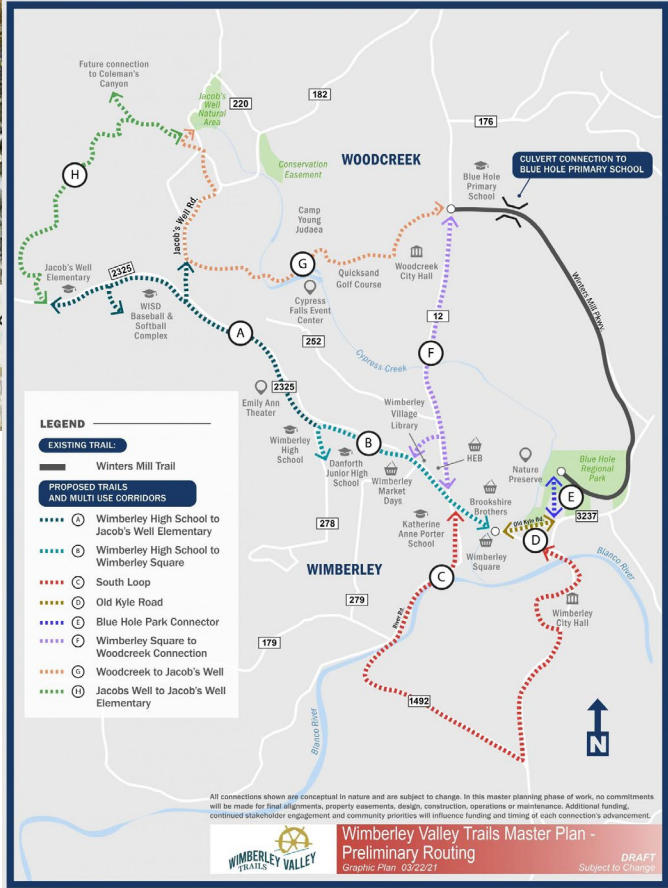 Future connection
to Coleman's
Canyon
Jacob's
Well
Natural
Area
220
182
176
WOODCREEK
Conservation
Easement
Blue Hole
Primary
School
CULVERT CONNECTION TO
BLUE HOLE PRIMARY SCHOOL
H
Jacob's Well Rd.
Camp
Young
Judaea
G
Quicksand
Golf Course
Woodcreek
City Hall
Winters Mill Pkwy.
Jacob's Well
Elementary
2325
WISD
Baseball &
Softball
Complex
Cypress
Falls Event
Center
12
A
252
F
Cypress Creek
2325
Emily Ann
Theater
Wimberley
Village
Library
Wimberley
High
School
B
HEB
Danforth
Junior High
School
Wimberley
Market
Days
Nature
Preserve
Blue Hole
Regional
Park
Brookshire
Brothers
E
3237
278
Katherine
Anne Porter
School
Old Kyle Rd.
D
Wimberley
Square
Blanco River
WIMBERLEY
C
Wimberley
City Hall
279
River Rd.
179
1492
Blanco River
N
LEGEND
EXISTING TRAIL:
Winters Mill Trail
PROPOSED TRAILS
AND MULTI USE CORRIDORS
A Wimberley High School to
Jacob's Well Elementary
B Wimberley High School to
Wimberley Square
C South Loop
D Old Kyle Road
E Blue Hole Park Connector
F Wimberley Square to
Woodcreek Connection
G Woodcreek to Jacob's Well
H Jacobs Well to Jacob's Well
Elementary
All connections shown are conceptual in nature and are subject to change. In this master planning phase of work, no commitments
will be made for final alignments, property easements, design, construction, operations or maintenance. Additional funding,
continued stakeholder engagement and community priorities will influence funding and timing of each connection's advancement.
WIMBERLEY VALLEY
TRAILS
Wimberley Valley Trails Master Plan -
Preliminary Routing
Graphic Plan 03/22/21
DRAFT
Subject to Change